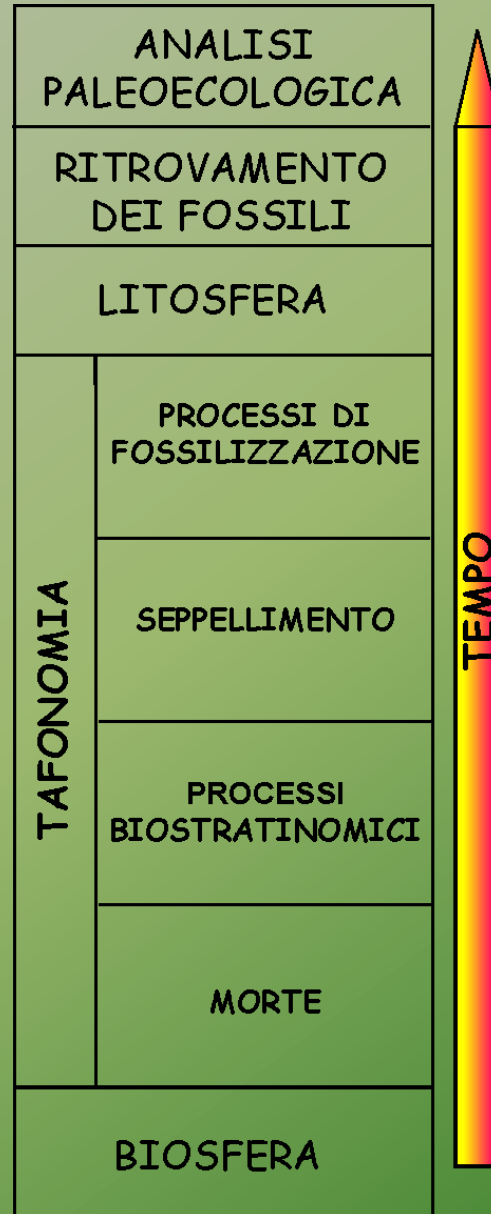 ANALISI
PALEOECOLOGICA
RITROVAMENTO
DEI FOSSILI
LITOSFERA
TAFONOMIA
PROCESSI DI
FOSSILIZZAZIONE
SEPPELLIMENTO
PROCESSI
BIOSTRATINOMICI
MORTE
BIOSFERA
TEMPO